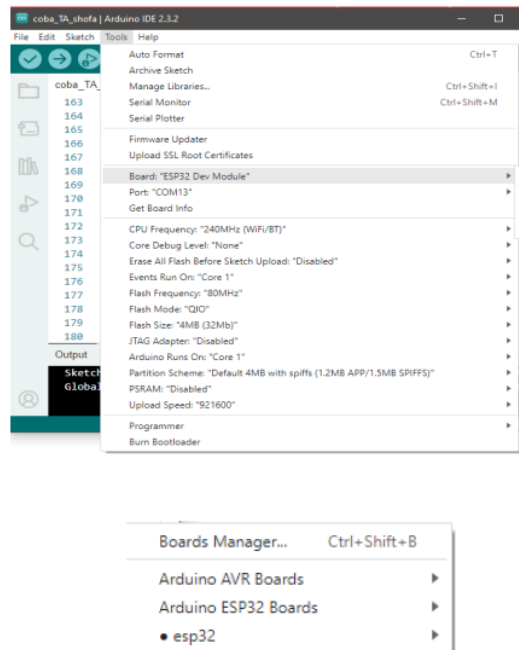 coba_TA_shofa | Arduino IDE 2.3.2
File Edit Sketch Tools Help
Auto Format Ctrl+T
Archive Sketch
Manage Libraries... Ctrl+Shift+I
Serial Monitor Ctrl+Shift+M
Serial Plotter
Firmware Updater
Upload SSL Root Certificates
Board: "ESP32 Dev Module"
Port: "COM13"
Get Board Info
CPU Frequency: "240MHz (WiFi/BT)"
Core Debug Level: "None"
Erase All Flash Before Sketch Upload: "Disabled"
Events Run On: "Core 1"
Flash Frequency: "80MHz"
Flash Mode: "QIO"
Flash Size: "4MB (32Mb)"
JTAG Adapter: "Disabled"
Arduino Runs On: "Core 1"
Partition Scheme: "Default 4MB with spiffs (1.2MB APP/1.5MB SPIFFS)"
PSRAM: "Disabled"
Upload Speed: "921600"
Programmer
Burn Bootloader
coba_TA_
163
164
165
166
167
168
169
170
171
172
173
174
175
176
177
178
179
180
Output
Sketch
Global
Boards Manager... Ctrl+Shift+B
Arduino AVR Boards
Arduino ESP32 Boards
• esp32